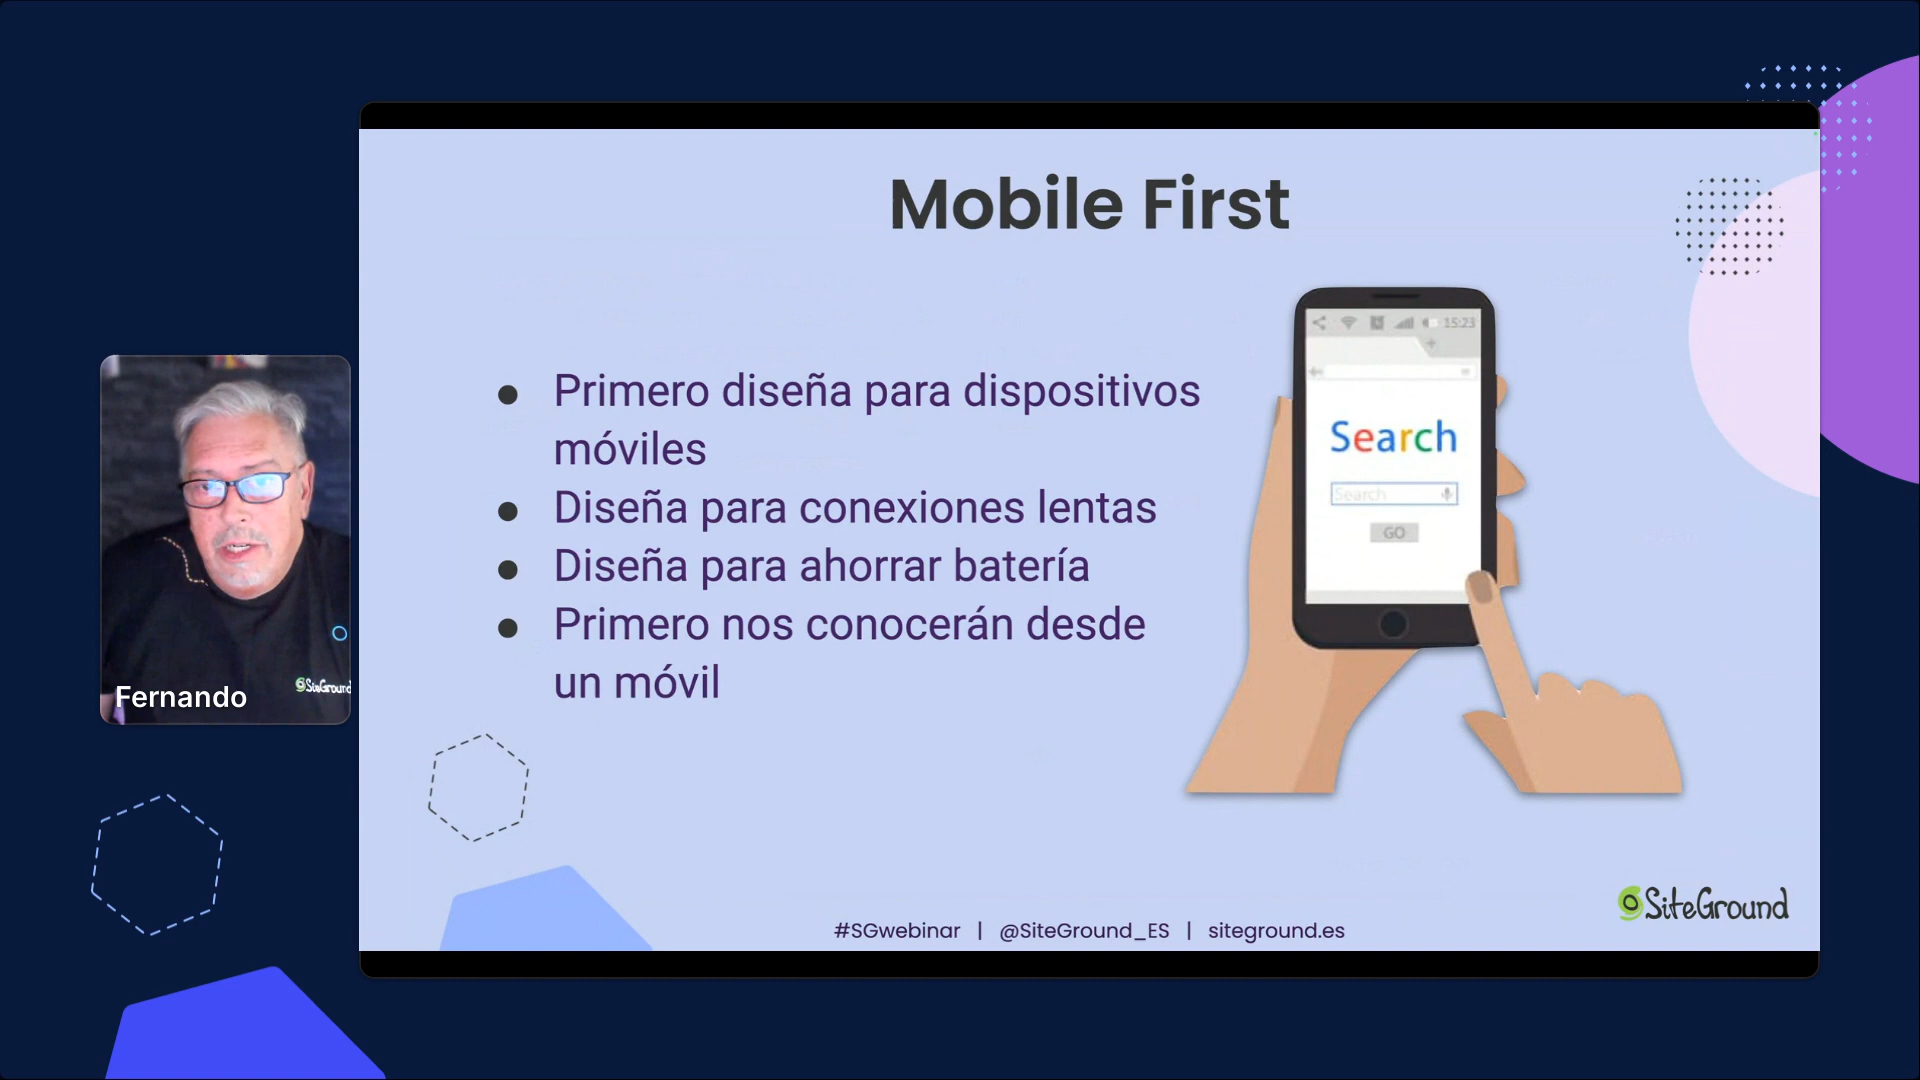 Mobile First
Primero diseña para dispositivos
móviles
Diseña para conexiones lentas
Diseña para ahorrar batería
Primero nos conocerán desde
un móvil
15:23
Search
Search
GO
Fernando
SiteGround
SiteGround
#SGwebinar | @SiteGround_ES | siteground.es